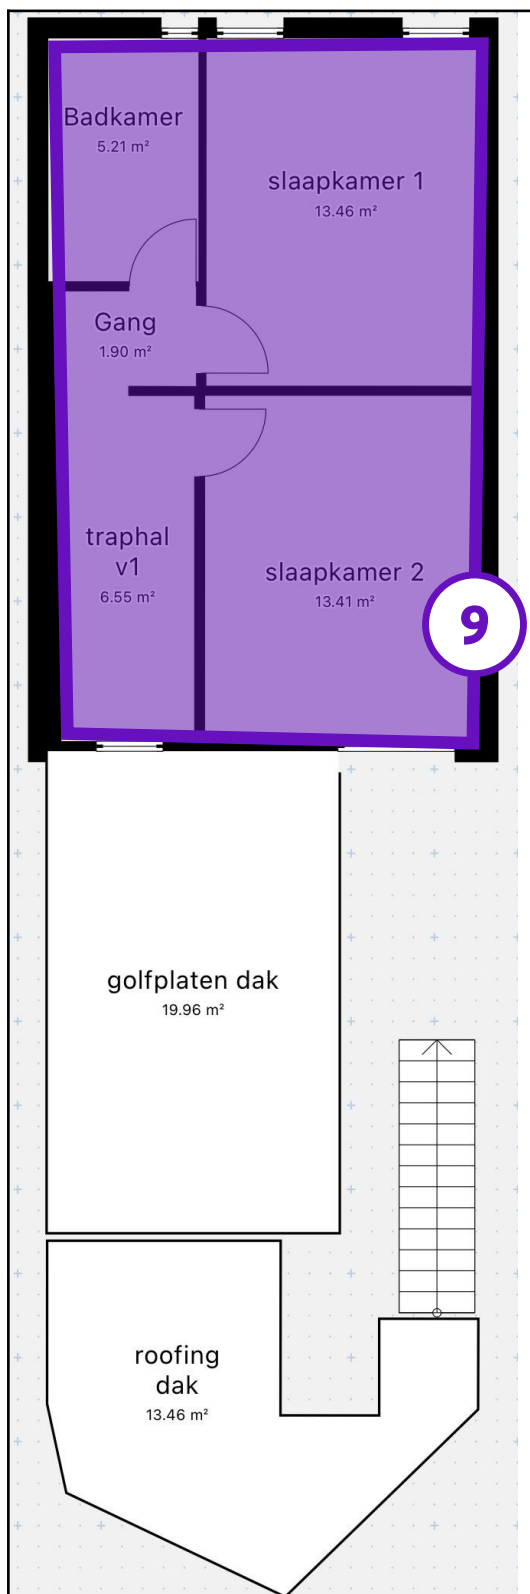 Badkamer
5.21 m²
slaapkamer 1
13.46 m²
Gang
1.90 m²
traphal
v1
6.55 m²
slaapkamer 2
13.41 m²
9
golfplaten dak
19.96 m²
roofing
dak
13.46 m²